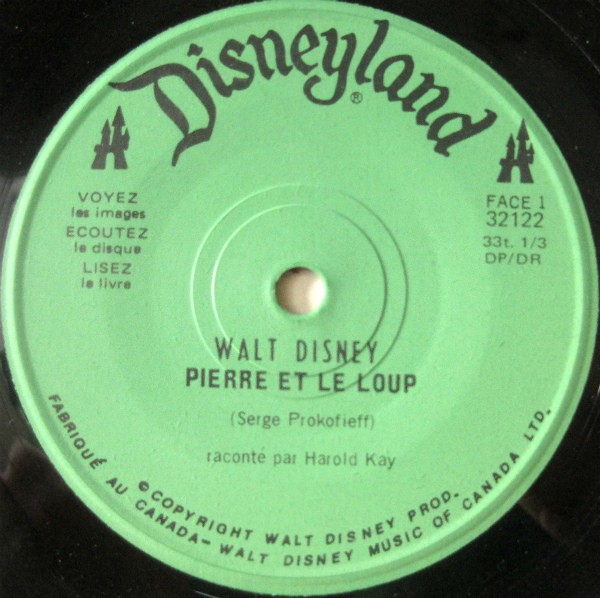 Disneyland®
VOYEZ
les images
ECOUTEZ
le disque
LISEZ
le livre
FACE 1
32122
33t. 1/3
DP/DR
WALT DISNEY
PIERRE ET LE LOUP
(Serge Prokofieff)
raconté par Harold Kay
©COPYRIGHT WALT DISNEY PROD.
FABRIQUÉ AU CANADA-WALT DISNEY MUSIC OF CANADA LTD.